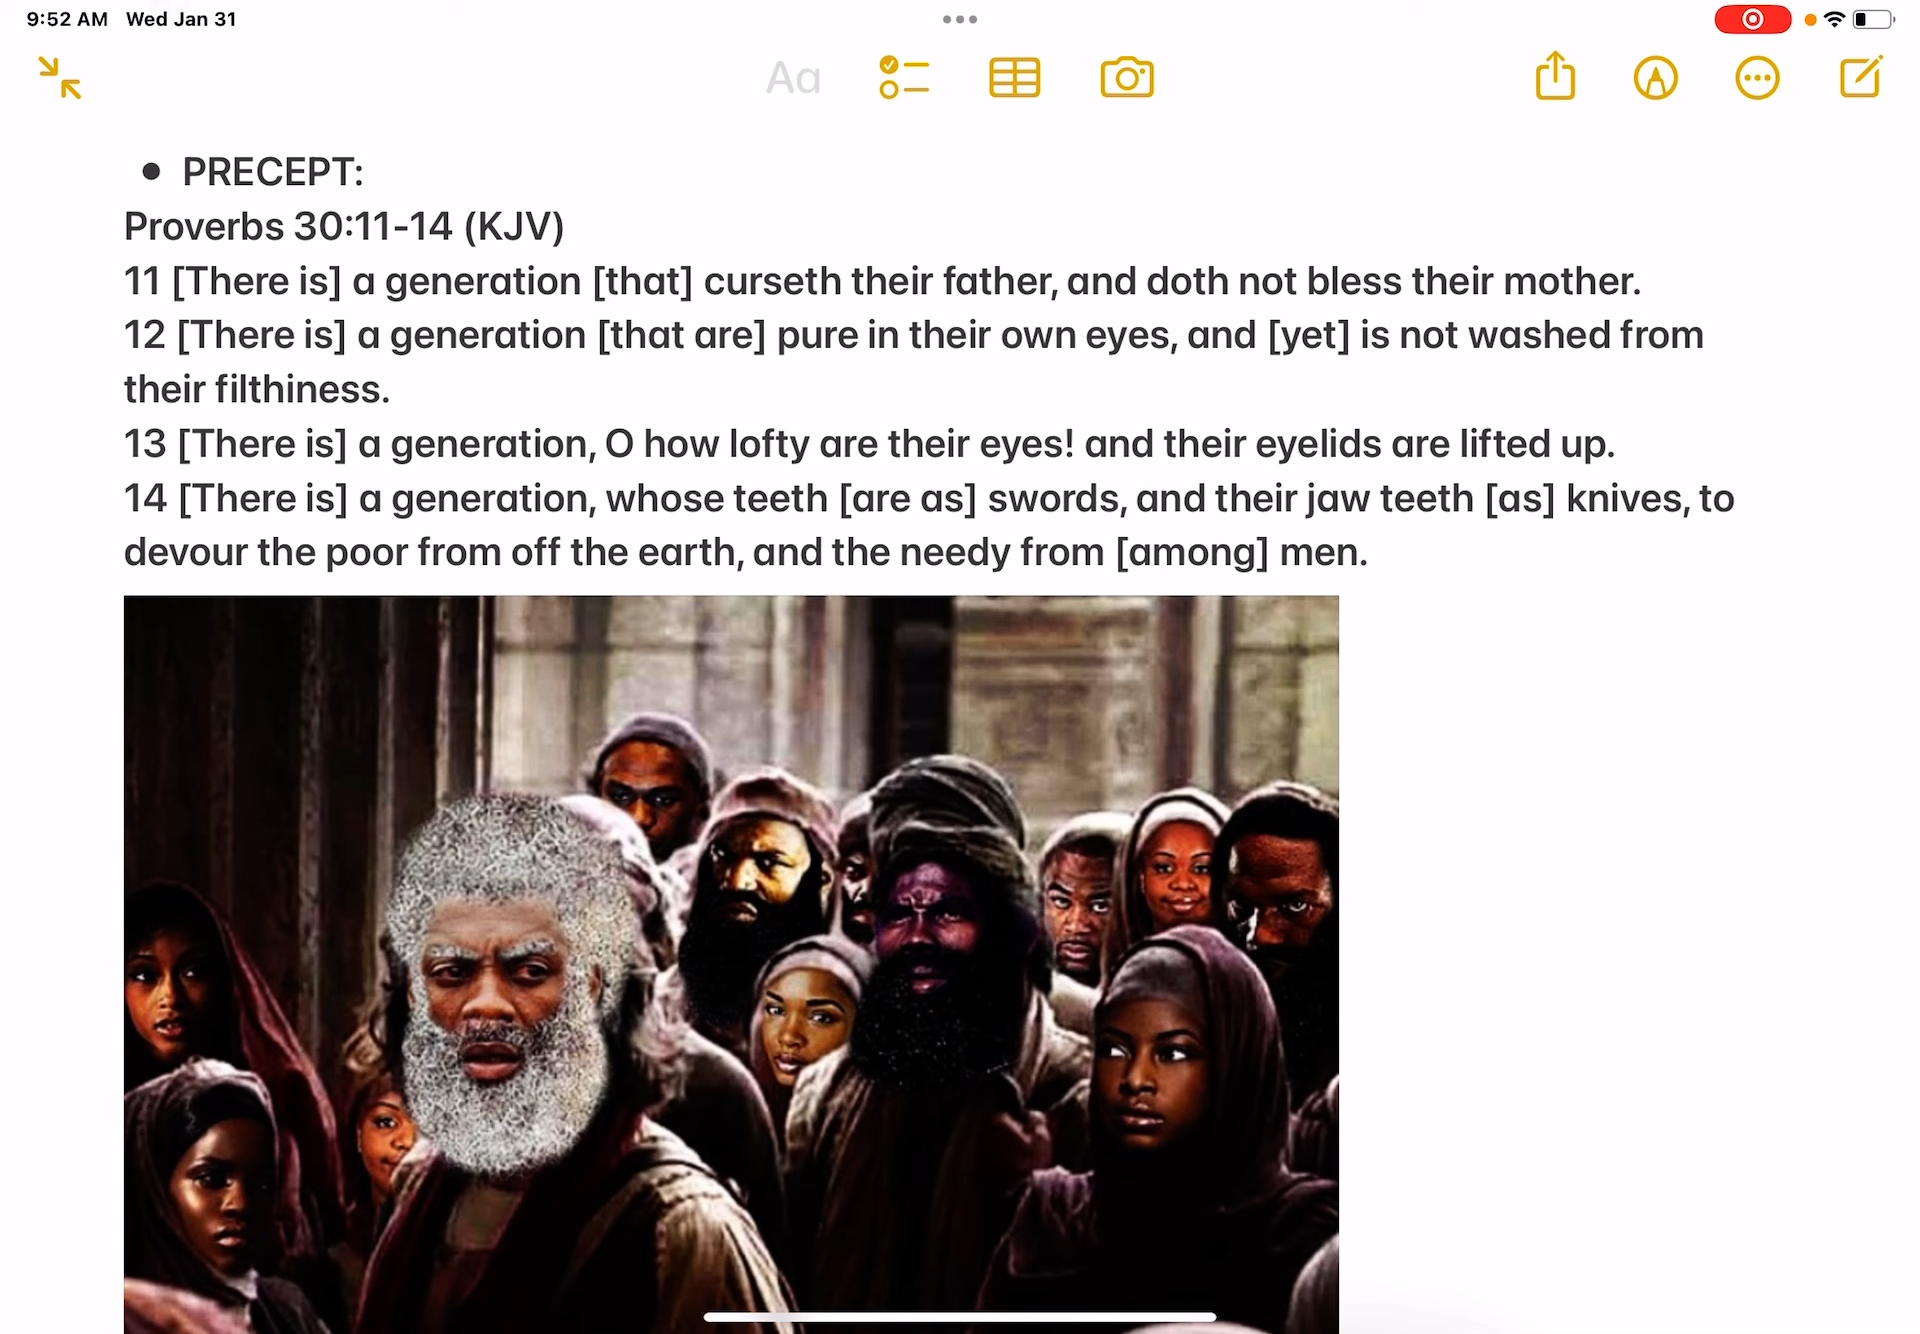 9:52 AM Wed Jan 31
Aa
• PRECEPT:
Proverbs 30:11-14 (KJV)
11 [There is] a generation [that] curseth their father, and doth not bless their mother.
12 [There is] a generation [that are] pure in their own eyes, and [yet] is not washed from
their filthiness.
13 [There is] a generation, O how lofty are their eyes! and their eyelids are lifted up.
14 [There is] a generation, whose teeth [are as] swords, and their jaw teeth [as] knives, to
devour the poor from off the earth, and the needy from [among] men.